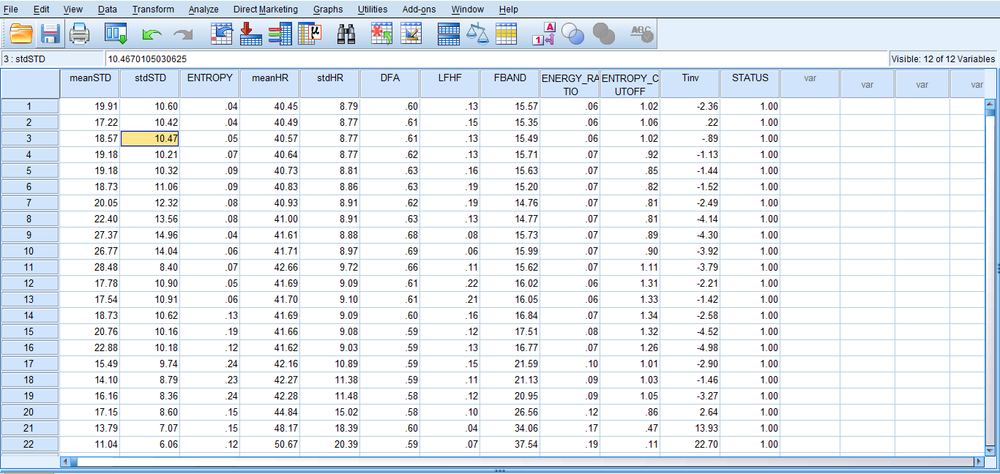 File Edit View Data Transform Analyze Direct Marketing Graphs Utilities Add-ons Window Help
3 : stdSTD 10.4670105030625 Visible: 12 of 12 Variables
meanSTD stdSTD ENTROPY meanHR stdHR DFA LFHF FBAND ENERGY_RA ENTROPY_C Tinv STATUS var var var var
TIO UTOFF
1 19.91 10.60 .04 40.45 8.79 .60 .13 15.57 .06 1.02 -2.36 1.00
2 17.22 10.42 .04 40.49 8.77 .61 .15 15.35 .06 1.06 .22 1.00
3 18.57 10.47 .05 40.57 8.77 .61 .13 15.49 .06 1.02 -.89 1.00
4 19.18 10.21 .07 40.64 8.77 .62 .13 15.71 .07 .92 -1.13 1.00
5 19.18 10.32 .09 40.73 8.81 .63 .16 15.63 .07 .85 -1.44 1.00
6 18.73 11.06 .09 40.83 8.86 .63 .19 15.20 .07 .82 -1.52 1.00
7 20.05 12.32 .08 40.93 8.91 .62 .19 14.76 .07 .81 -2.49 1.00
8 22.40 13.56 .08 41.00 8.91 .63 .13 14.77 .07 .81 -4.14 1.00
9 27.37 14.96 .04 41.61 8.88 .68 .08 15.73 .07 .89 -4.30 1.00
10 26.77 14.04 .06 41.71 8.97 .69 .06 15.99 .07 .90 -3.92 1.00
11 28.48 8.40 .07 42.66 9.72 .66 .11 15.62 .07 1.11 -3.79 1.00
12 17.78 10.90 .05 41.69 9.09 .61 .22 16.02 .06 1.31 -2.21 1.00
13 17.54 10.91 .06 41.70 9.10 .61 .21 16.05 .06 1.33 -1.42 1.00
14 18.73 10.62 .13 41.69 9.09 .60 .16 16.84 .07 1.34 -2.58 1.00
15 20.76 10.16 .19 41.66 9.08 .59 .12 17.51 .08 1.32 -4.52 1.00
16 22.88 10.18 .12 41.62 9.03 .59 .13 16.77 .07 1.26 -4.98 1.00
17 15.49 9.74 .24 42.16 10.89 .59 .15 21.59 .10 1.01 -2.90 1.00
18 14.10 8.79 .23 42.27 11.38 .59 .11 21.13 .09 1.03 -1.46 1.00
19 16.16 8.36 .24 42.28 11.48 .58 .12 20.95 .09 1.05 -3.27 1.00
20 17.15 8.60 .15 44.84 15.02 .58 .10 26.56 .12 .86 2.64 1.00
21 13.79 7.07 .15 48.17 18.39 .60 .04 34.06 .17 .47 13.93 1.00
22 11.04 6.06 .12 50.67 20.39 .59 .07 37.54 .19 .11 22.70 1.00